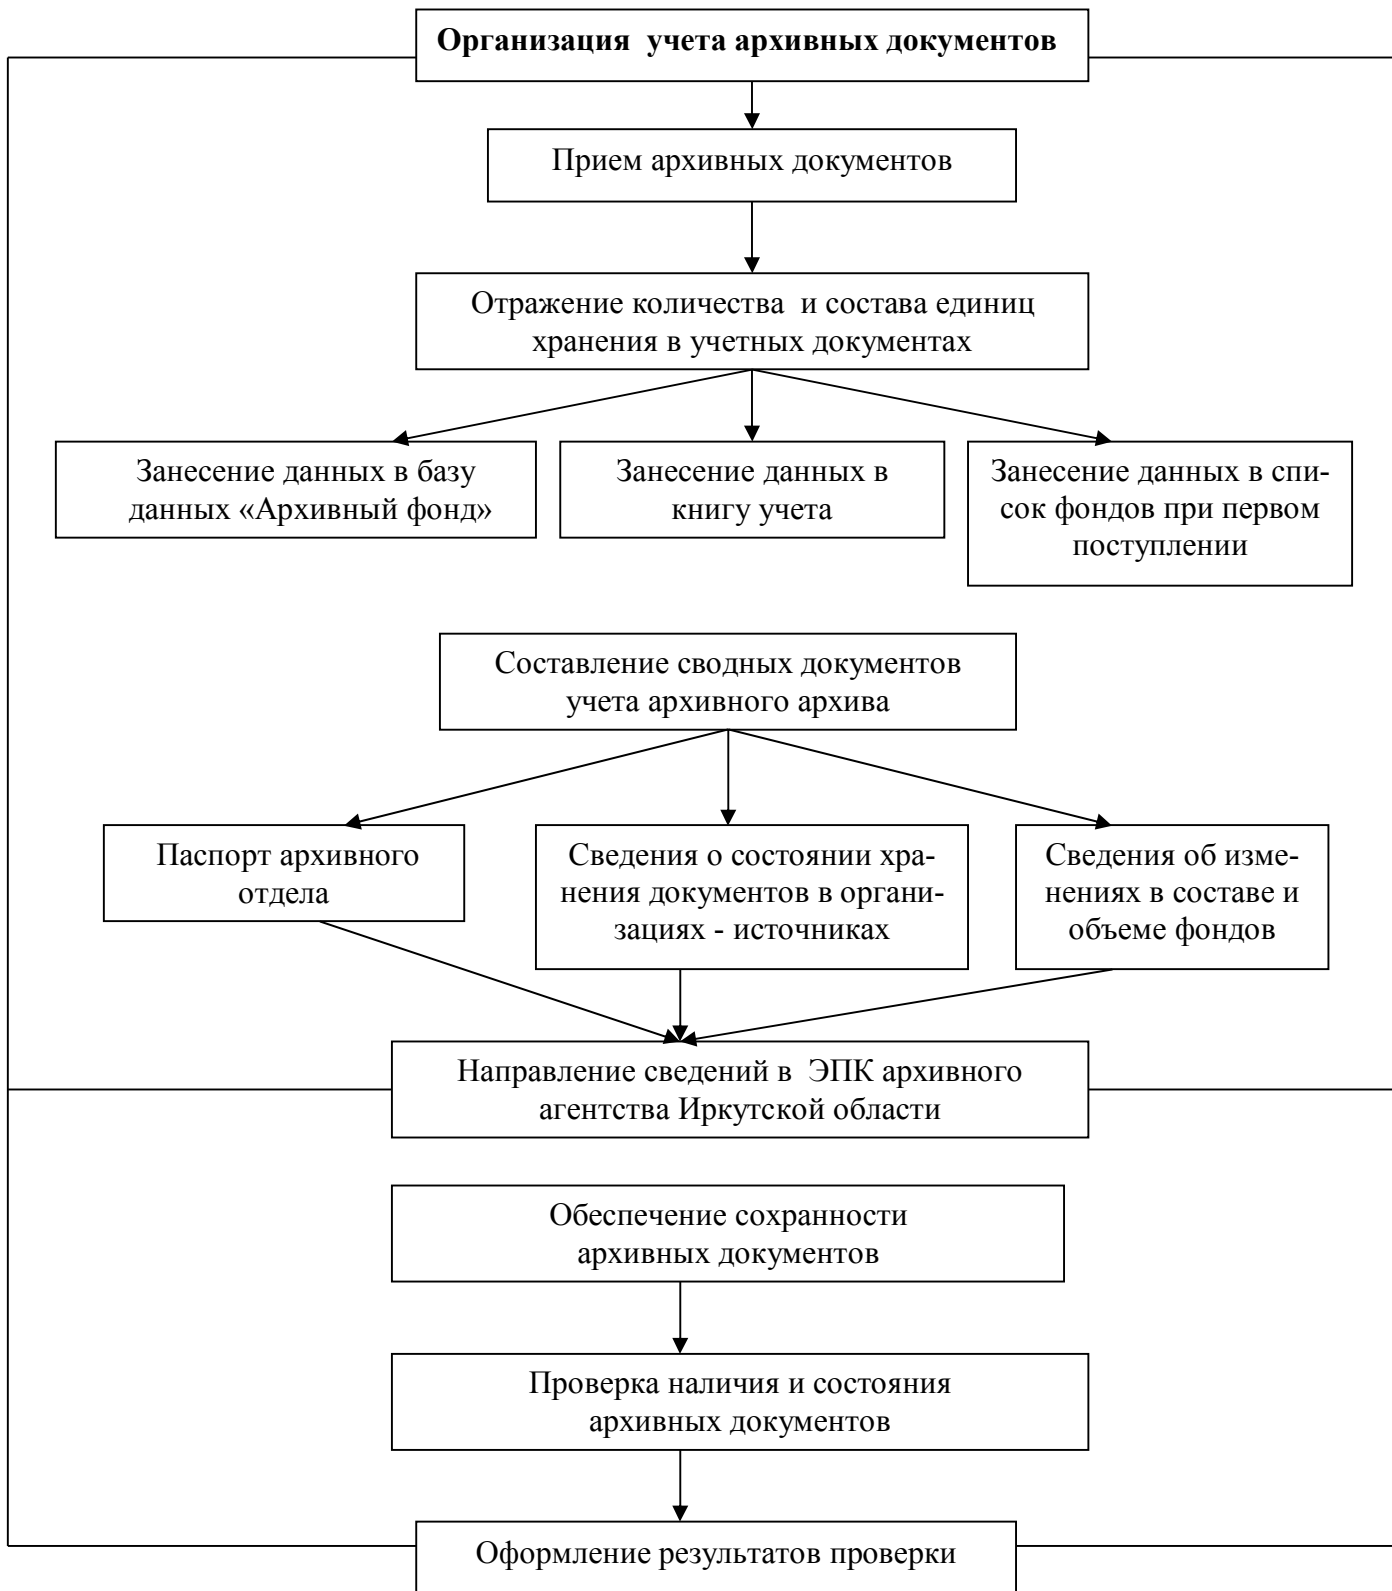 Организация учета архивных документов
Прием архивных документов
Отражение количества и состава единиц
хранения в учетных документах
Занесение данных в базу
данных «Архивный фонд»
Занесение данных в
книгу учета
Занесение данных в спи-
сок фондов при первом
поступлении
Составление сводных документов
учета архивного архива
Паспорт архивного
отдела
Сведения о состоянии хра-
нения документов в органи-
зациях - источниках
Сведения об изме-
нениях в составе и
объеме фондов
Направление сведений в ЭПК архивного
агентства Иркутской области
Обеспечение сохранности
архивных документов
Проверка наличия и состояния
архивных документов
Оформление результатов проверки